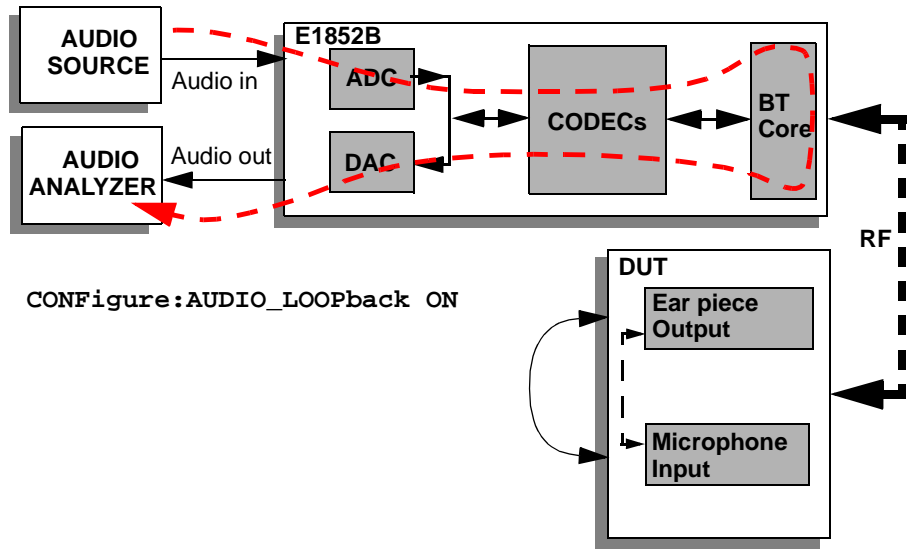 AUDIO
SOURCE
Audio in
AUDIO
ANALYZER
Audio out
E1852B
ADC
DAC
CODECs
BT
Core
RF
CONFigure:AUDIO_LOOPback ON
DUT
Ear piece
Output
Microphone
Input